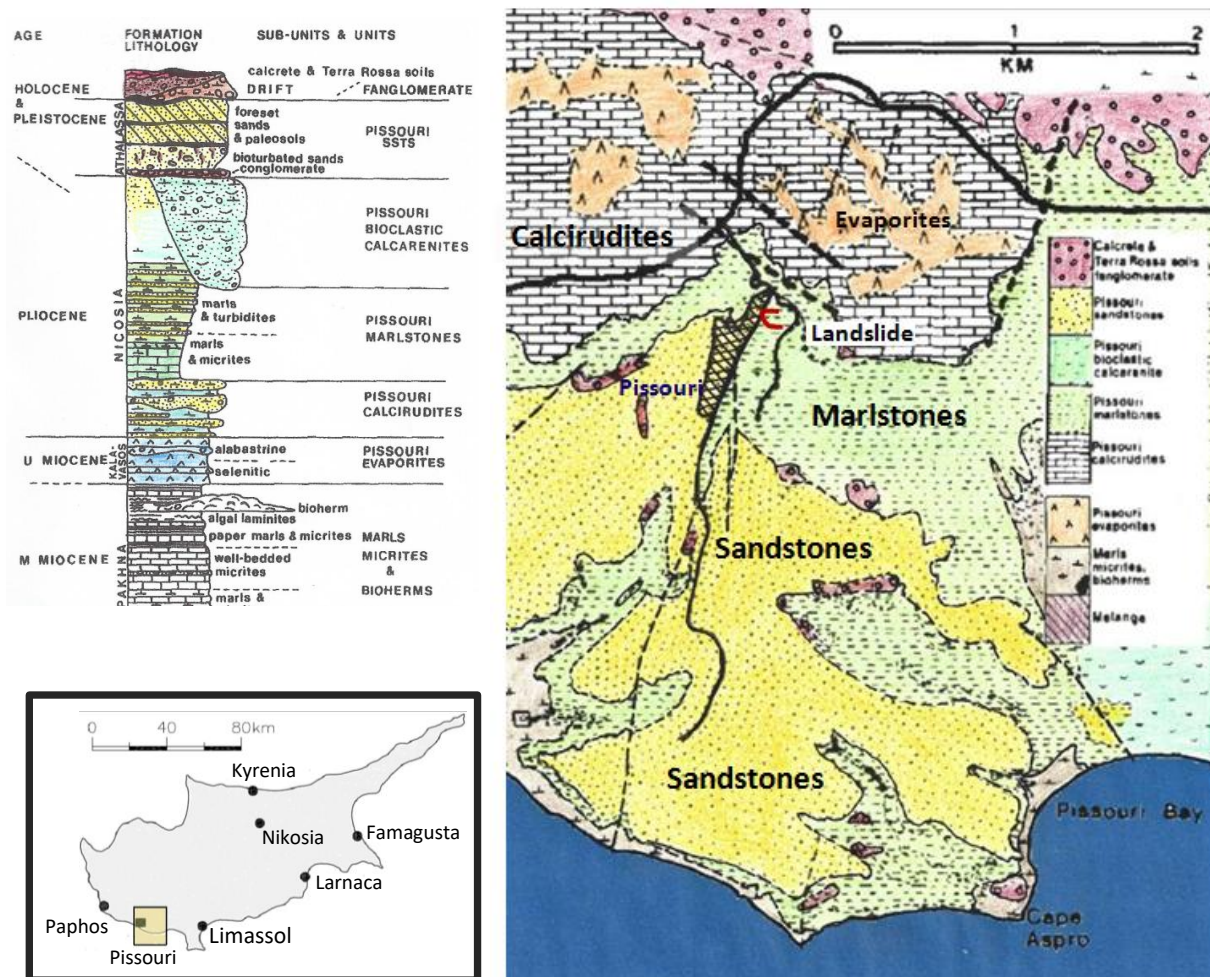 AGE
FORMATION
LITHOLOGY
SUB-UNITS & UNITS
HOLOCENE
&
PLEISTOCENE
ATHALASSA
calcrete & Terra Rossa soils
DRIFT
FANGLOMERATE
foreset
sands
& paleosols
PISSOURI
SSTS
bioturbated sands
conglomerate
PISSOURI
BIOCLASTIC
CALCARENITES
PLIOCENE
NICOSIA
marls
& turbidites
marls
& micrites
PISSOURI
MARLSTONES
PISSOURI
CALCIRUDITES
U MIOCENE
KALA-
VASOS
alabastrine
selenitic
PISSOURI
EVAPORITES
M MIOCENE
PAKHNA
bioherm
algal laminites
paper marls & micrites
well-bedded
micrites
marls &
MARLS
MICRITES
&
BIOHERMS
0 40 80km
Kyrenia
Nikosia
Famagusta
Larnaca
Paphos
Limassol
Pissouri
0 1 2
KM
Calcirudites
Evaporites
Landslide
Pissouri
Marlstones
Sandstones
Sandstones
Pissouri Bay
Cape
Aspro
Calcrete &
Terra Rossa soils
fanglomerate
Pissouri
sandstones
Pissouri
bioclastic
calcarenite
Pissouri
marlstones
Pissouri
calcirudites
Pissouri
evaporites
Marls
micrites,
bioherms
Melange